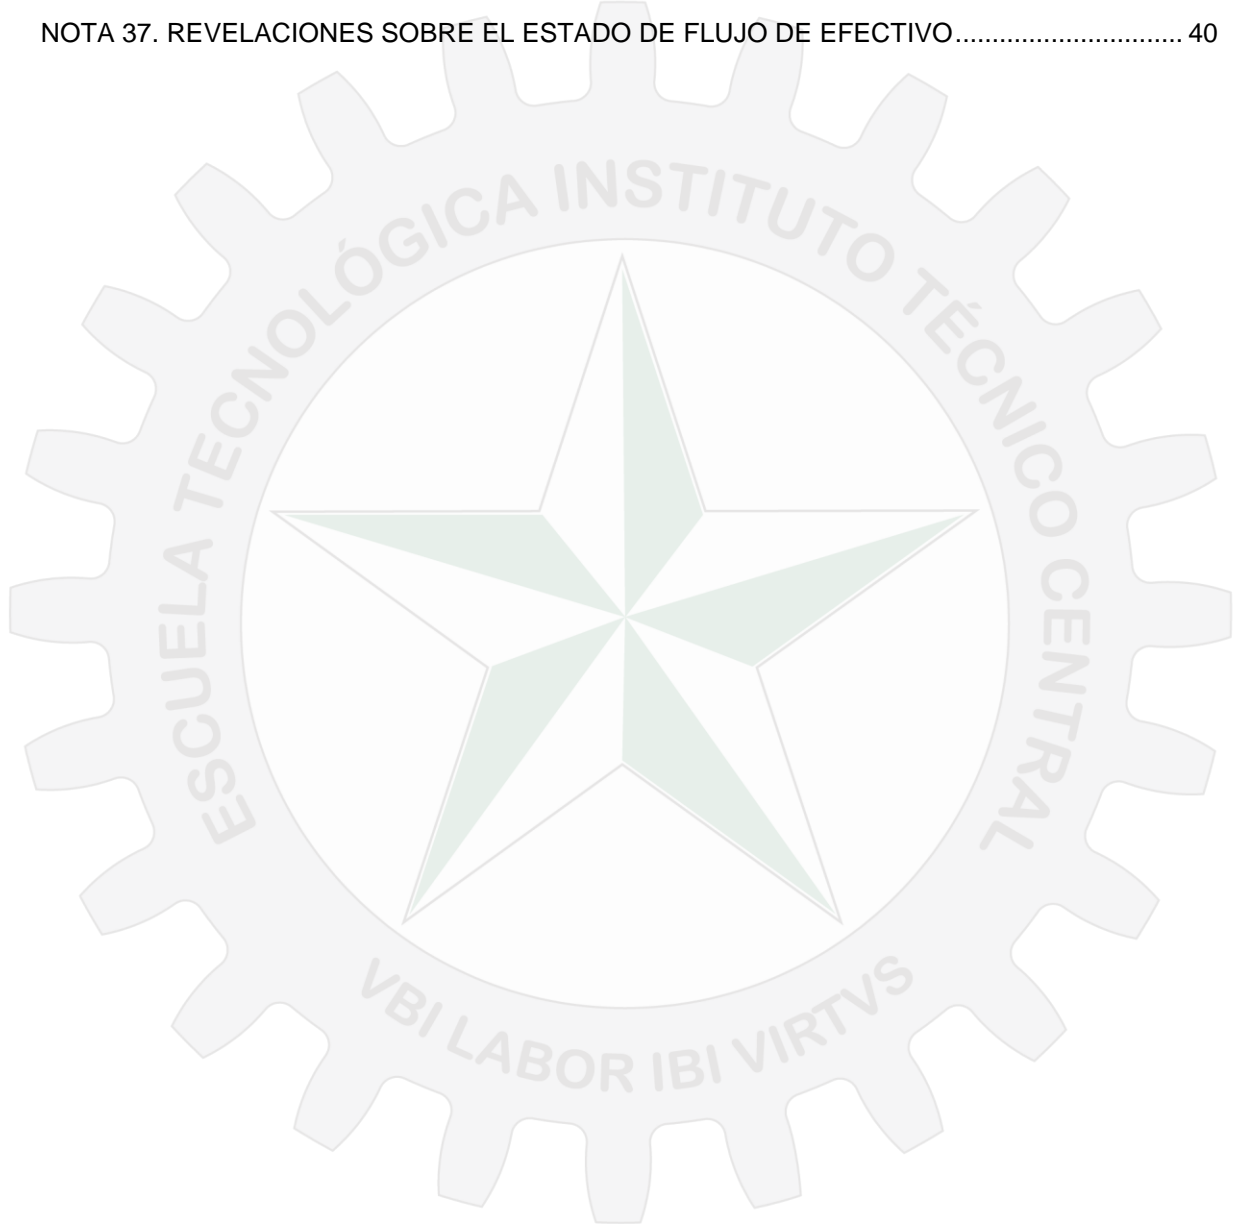 NOTA 37. REVELACIONES SOBRE EL ESTADO DE FLUJO DE EFECTIVO.............................. 40
ESCUELA TECNOLÓGICA INSTITUTO TÉCNICO CENTRAL
VBI LABOR IBI VIRTVS